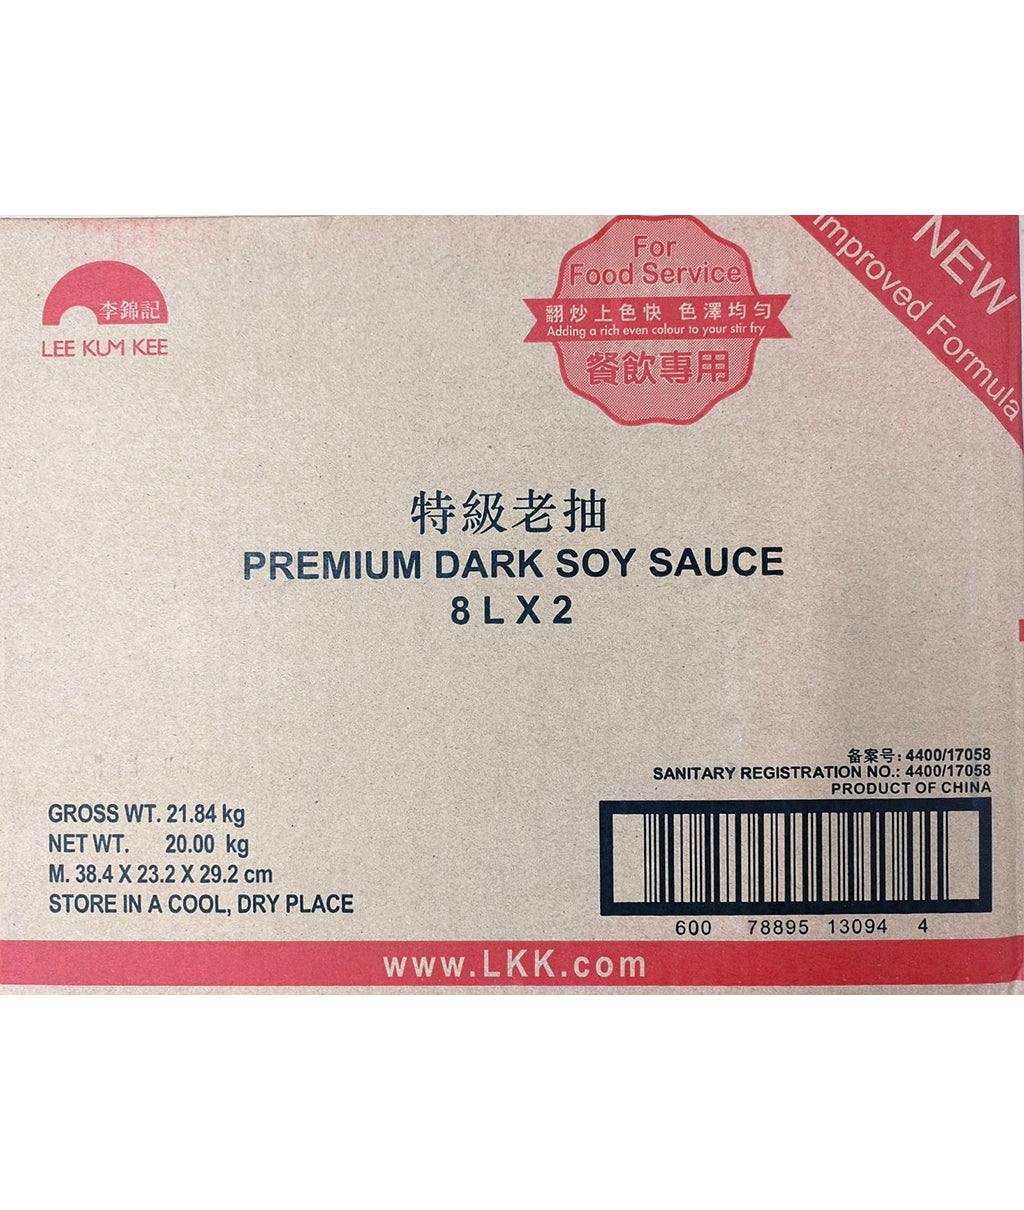 李錦記
LEE KUM KEE
For
Food Service
翻炒上色快 色澤均勻
Adding a rich even colour to your stir fry
餐飲專用
NEW
Improved Formula
特級老抽
PREMIUM DARK SOY SAUCE
8 L X 2
备案号: 4400/17058
SANITARY REGISTRATION NO.: 4400/17058
PRODUCT OF CHINA
GROSS WT. 21.84 kg
NET WT. 20.00 kg
M. 38.4 X 23.2 X 29.2 cm
STORE IN A COOL, DRY PLACE
600 78895 13094 4
www.LKK.com